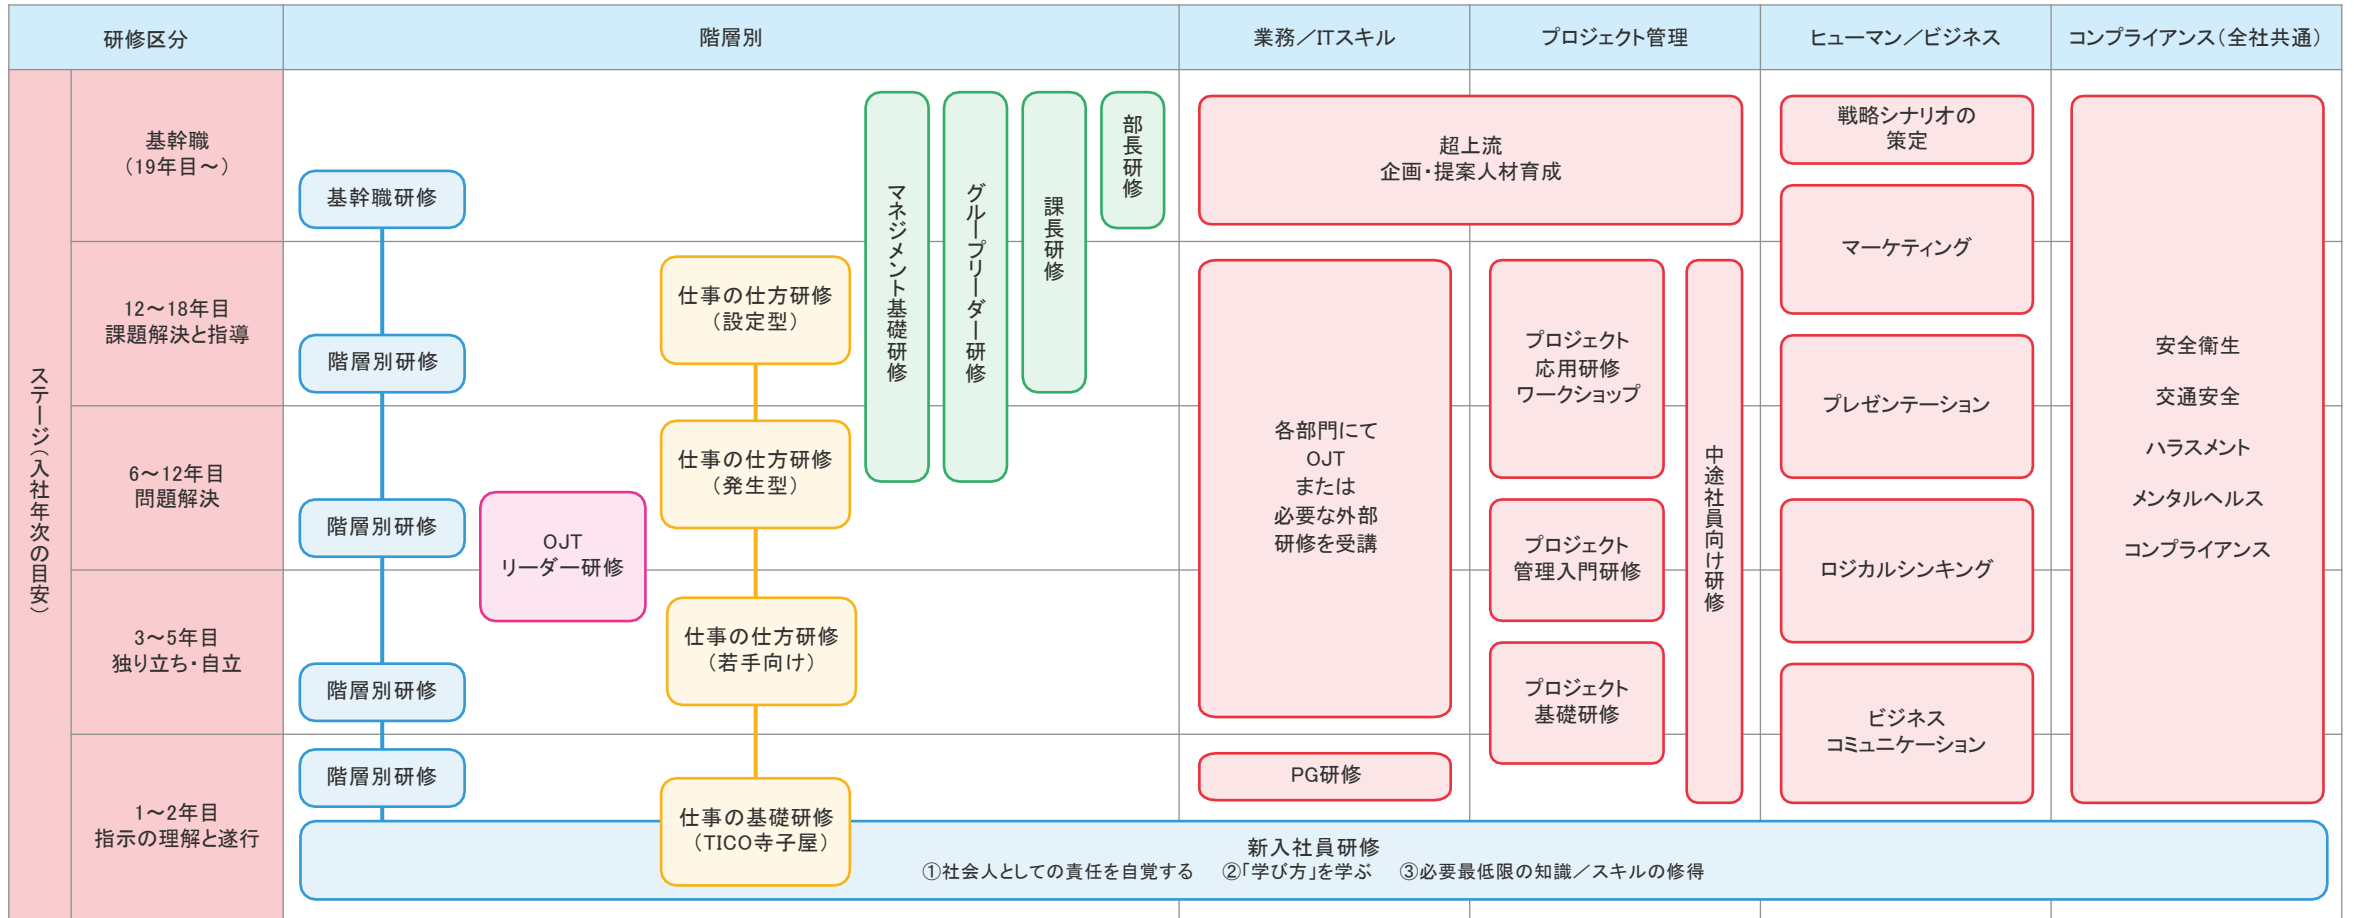 研修区分
階層別
業務／ITスキル
プロジェクト管理
ヒューマン／ビジネス
コンプライアンス（全社共通）
ステージ（入社年次の目安）
基幹職
（19年目～）
12～18年目
課題解決と指導
6～12年目
問題解決
3～5年目
独り立ち・自立
1～2年目
指示の理解と遂行
基幹職研修
階層別研修
階層別研修
階層別研修
階層別研修
OJT
リーダー研修
仕事の仕方研修
（設定型）
仕事の仕方研修
（発生型）
仕事の仕方研修
（若手向け）
仕事の基礎研修
（TICO寺子屋）
マネジメント基礎研修
グループリーダー研修
課長研修
部長研修
超上流
企画・提案人材育成
各部門にて
OJT
または
必要な外部
研修を受講
PG研修
プロジェクト
応用研修
ワークショップ
プロジェクト
管理入門研修
プロジェクト
基礎研修
中途社員向け研修
戦略シナリオの
策定
マーケティング
プレゼンテーション
ロジカルシンキング
ビジネス
コミュニケーション
安全衛生
交通安全
ハラスメント
メンタルヘルス
コンプライアンス
新入社員研修
①社会人としての責任を自覚する　②「学び方」を学ぶ　③必要最低限の知識／スキルの修得